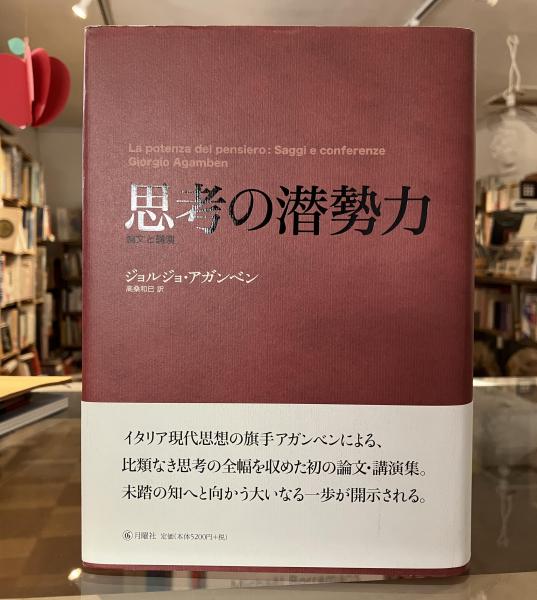 La potenza del pensiero: Saggi e conferenze
Giorgio Agamben
思考の潜勢力
論文と講演
ジョルジョ・アガンベン
高桑和巳 訳
イタリア現代思想の旗手アガンベンによる、
比類なき思考の全幅を収めた初の論文・講演集。
未踏の知へと向かう大いなる一歩が開示される。
月曜社 定価(本体5200円+税)